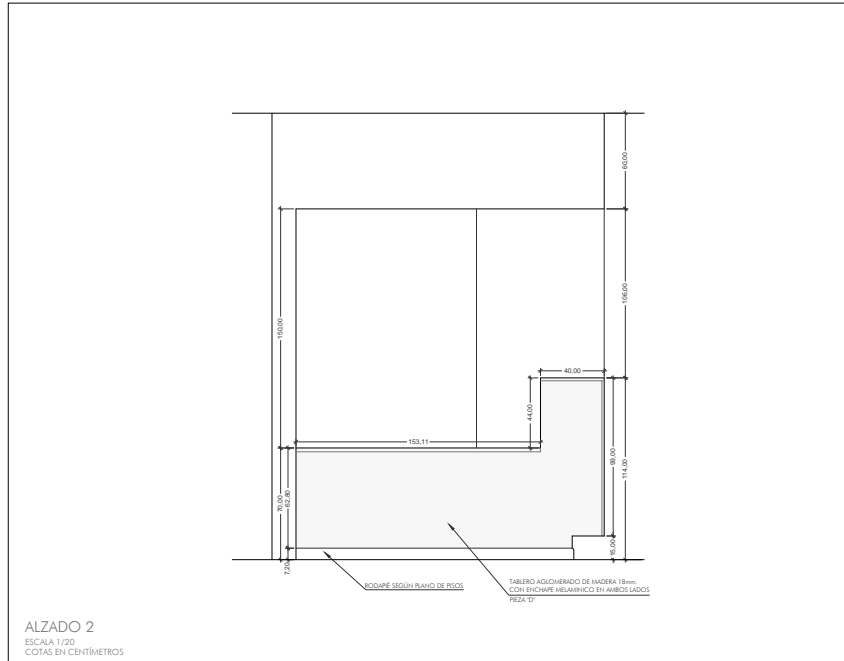 60,00
150,00
106,00
40,00
44,00
153,11
99,00
114,00
70,00
62,80
15,00
7,20
RODAPIÉ SEGÚN PLANO DE PISOS
TABLERO AGLOMERADO DE MADERA 18mm.
CON ENCHAPE MELAMINICO EN AMBOS LADOS
PIEZA "D"
ALZADO 2
ESCALA 1/20
COTAS EN CENTÍMETROS